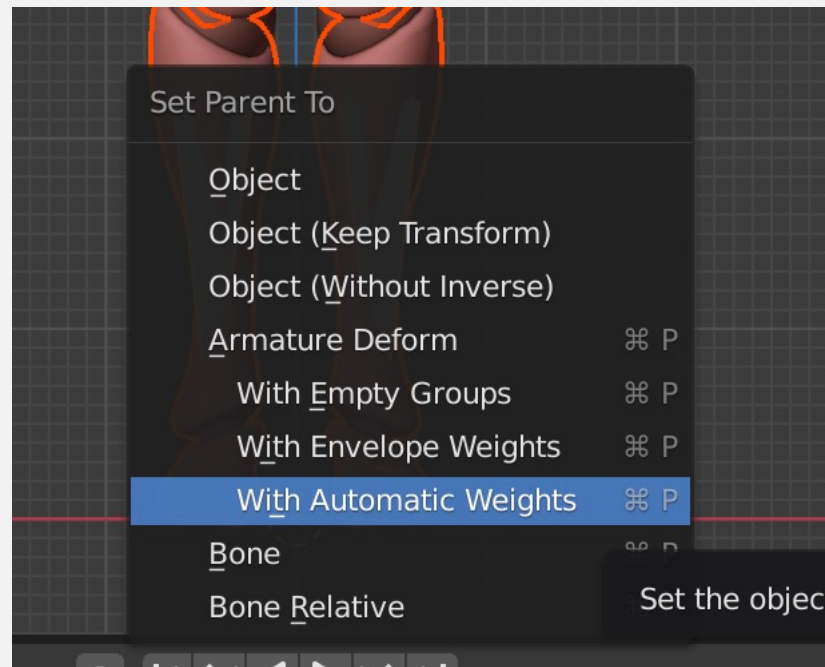 Set Parent To
Object
Object (Keep Transform)
Object (Without Inverse)
Armature Deform ⌘ P
With Empty Groups ⌘ P
With Envelope Weights ⌘ P
With Automatic Weights ⌘ P
Bone ⌘ P
Bone Relative
Set the objec